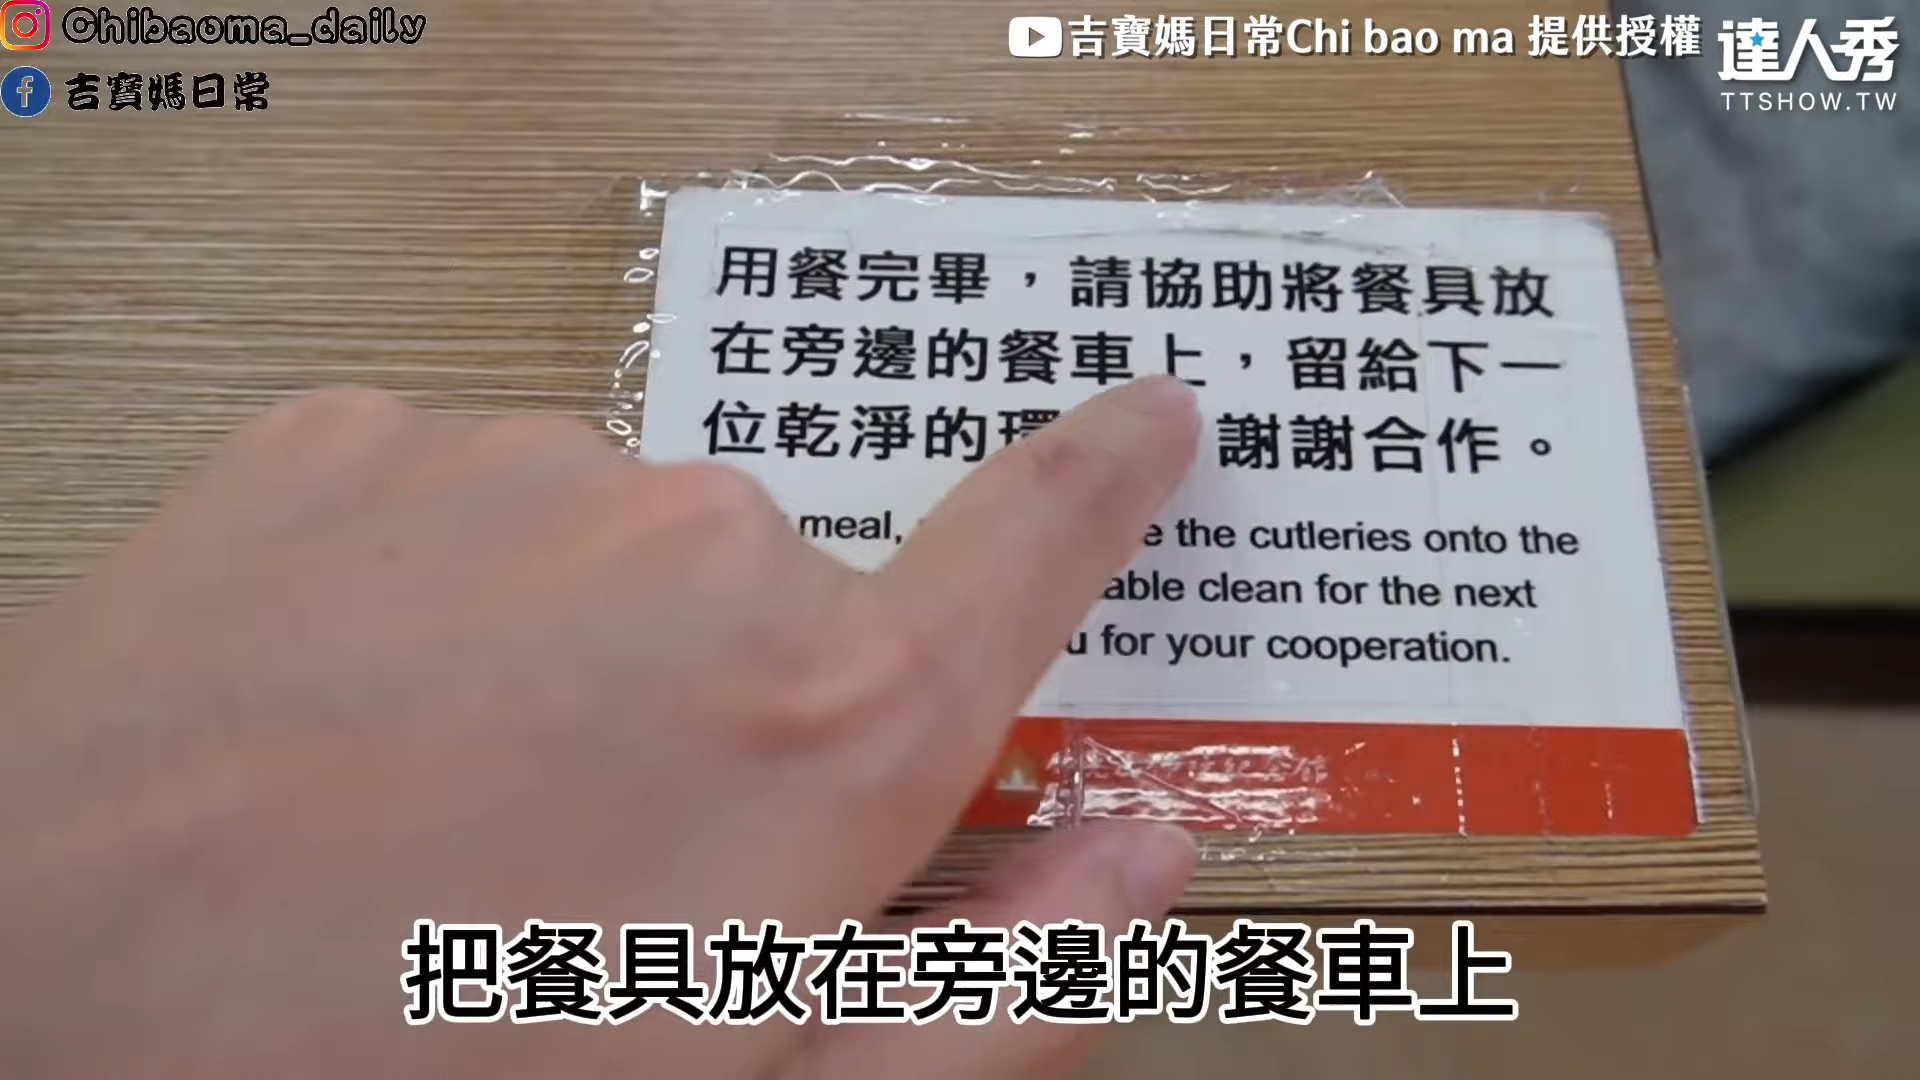 Chibaoma_daily
吉寶媽日常
吉寶媽日常Chi bao ma 提供授權
達人秀
TTSHOW.TW
用餐完畢，請協助將餐具放
在旁邊的餐車上，留給下一
位乾淨的環 謝謝合作。
meal, the cutleries onto the
clean for the next
for your cooperation.
把餐具放在旁邊的餐車上